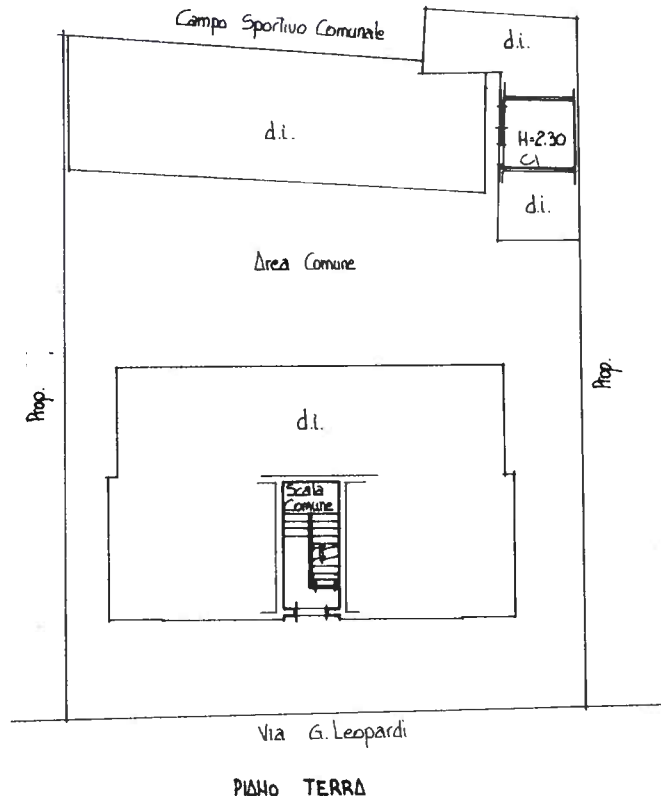 Campo Sportivo Comunale
d.i.
d.i.
H=2.30
C1
d.i.
Area Comune
Prop.
Prop.
d.i.
Scala
Comune
Via G. Leopardi
PIANO TERRA